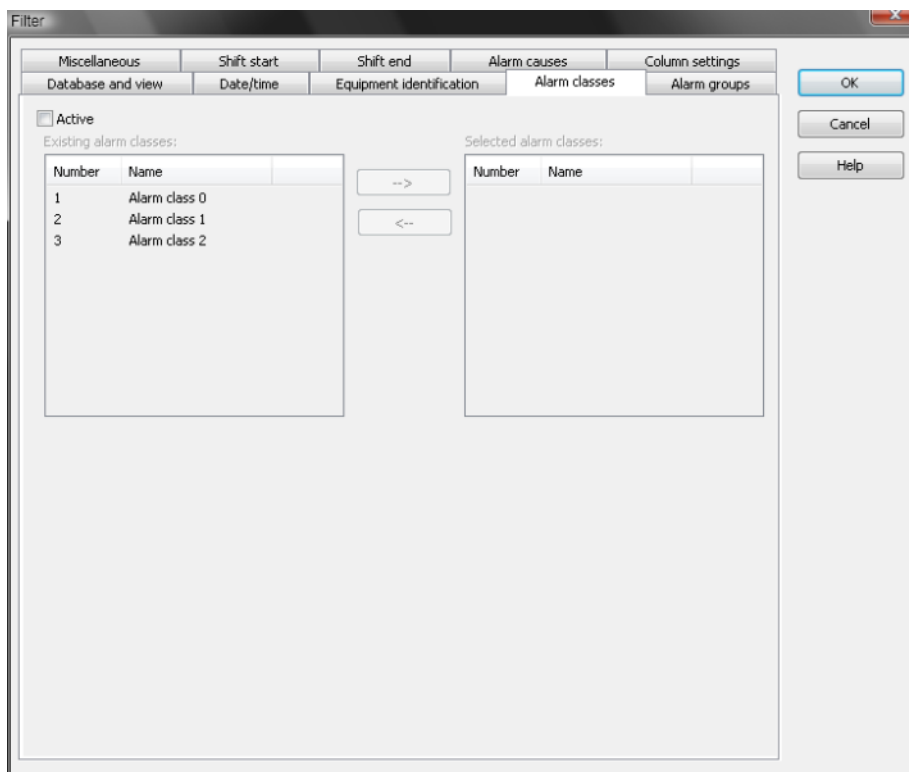 Filter
Miscellaneous Shift start Shift end Alarm causes Column settings
Database and view Date/time Equipment identification Alarm classes Alarm groups
OK
Cancel
Help
Active
Existing alarm classes:
Number Name
1 Alarm class 0
2 Alarm class 1
3 Alarm class 2
-->
<--
Selected alarm classes:
Number Name